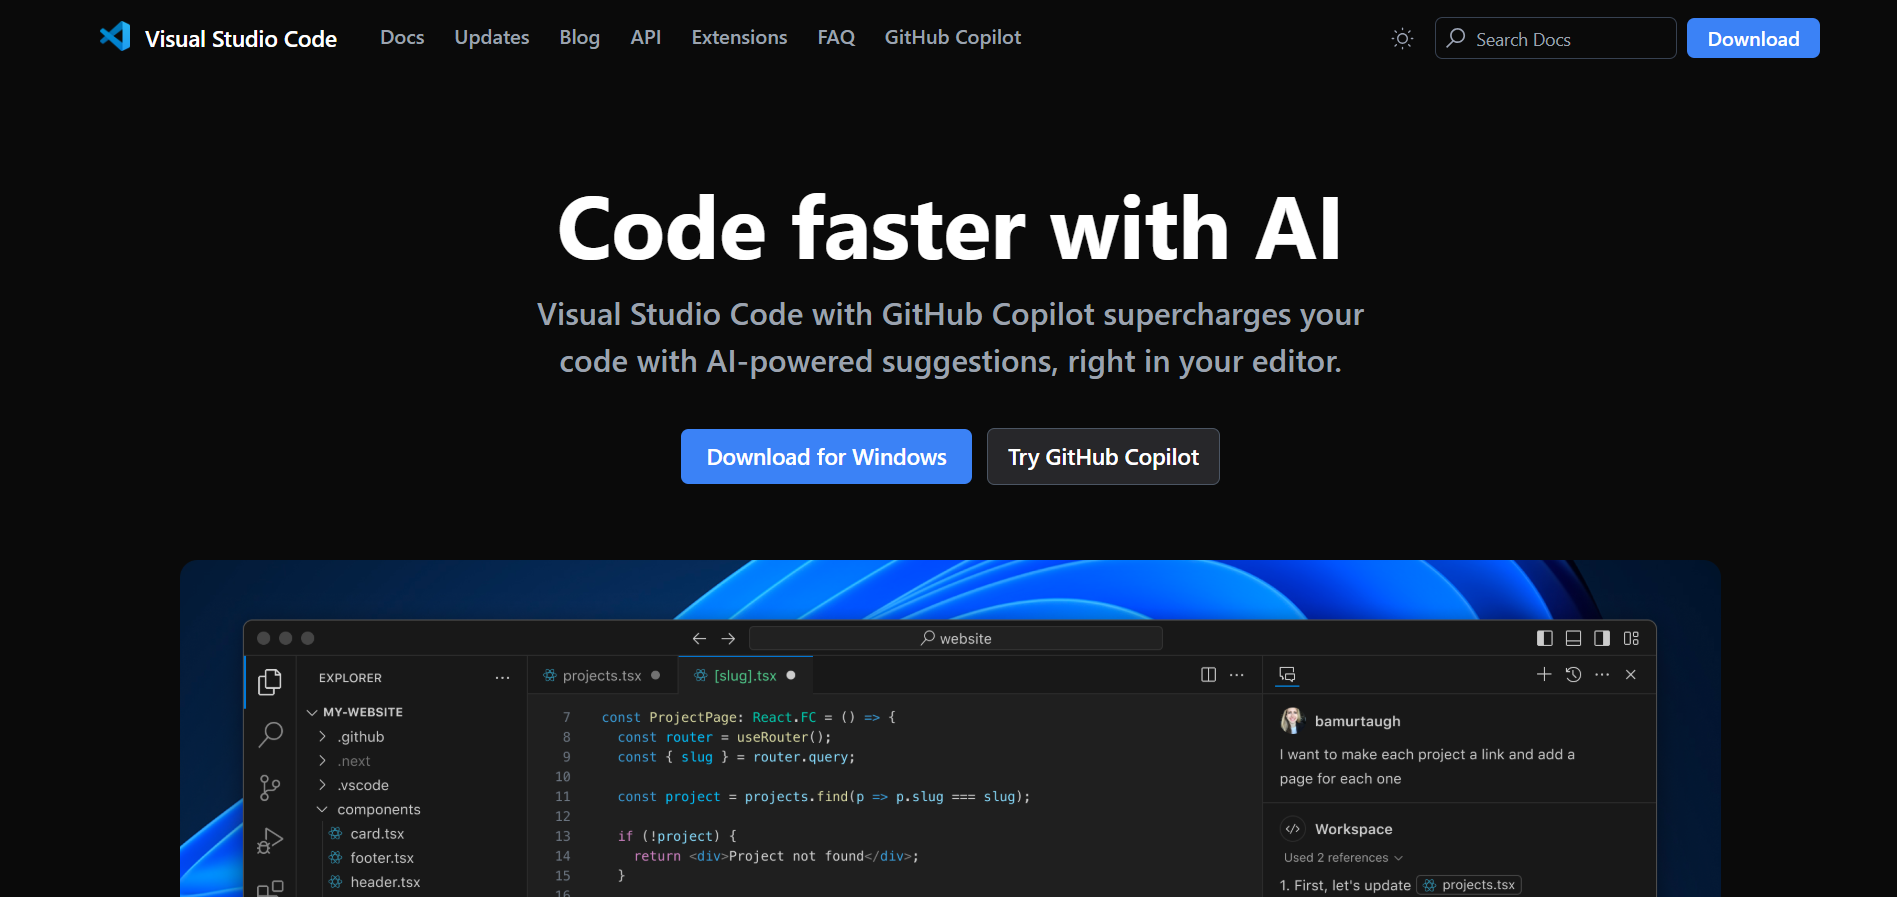 Visual Studio Code Docs Updates Blog API Extensions FAQ GitHub Copilot Search Docs Download
Code faster with AI
Visual Studio Code with GitHub Copilot supercharges your
code with AI-powered suggestions, right in your editor.
Download for Windows Try GitHub Copilot
website
EXPLORER
MY-WEBSITE
.github
.next
.vscode
components
card.tsx
footer.tsx
header.tsx
projects.tsx [slug].tsx
7 const ProjectPage: React.FC = () => {
8 const router = useRouter();
9 const { slug } = router.query;
10
11 const project = projects.find(p => p.slug === slug);
12
13 if (!project) {
14 return <div>Project not found</div>;
15 }
16
bamurtaugh
I want to make each project a link and add a
page for each one
Workspace
Used 2 references
1. First, let's update projects.tsx